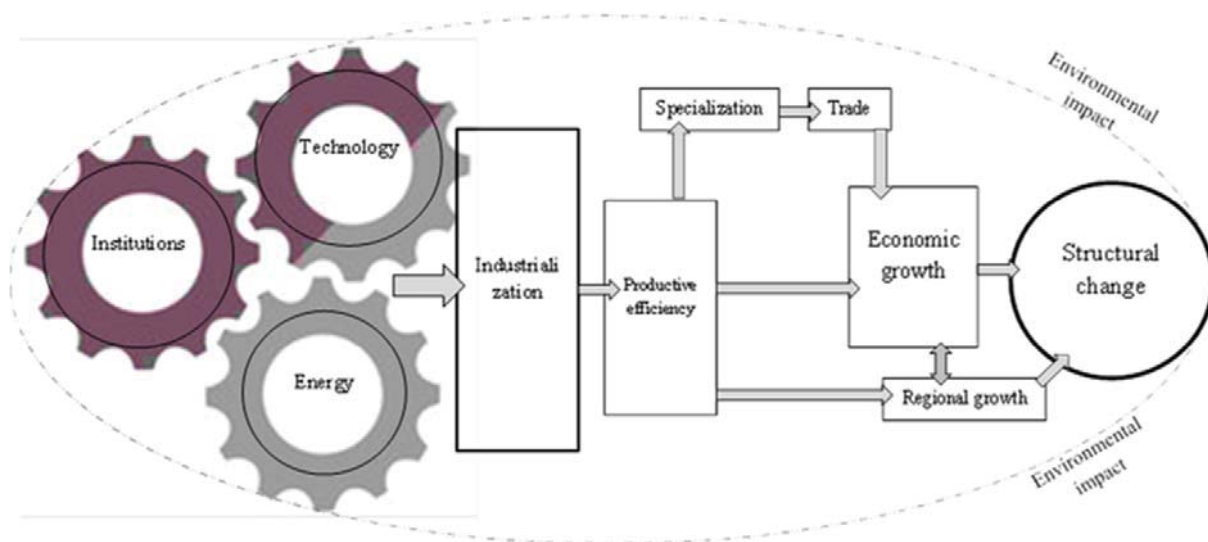 Technology
Institutions
Energy
Industriali
zation
Productive
efficiency
Specialization
Trade
Economic
growth
Regional growth
Structural
change
Environmental
impact
Environmental
impact